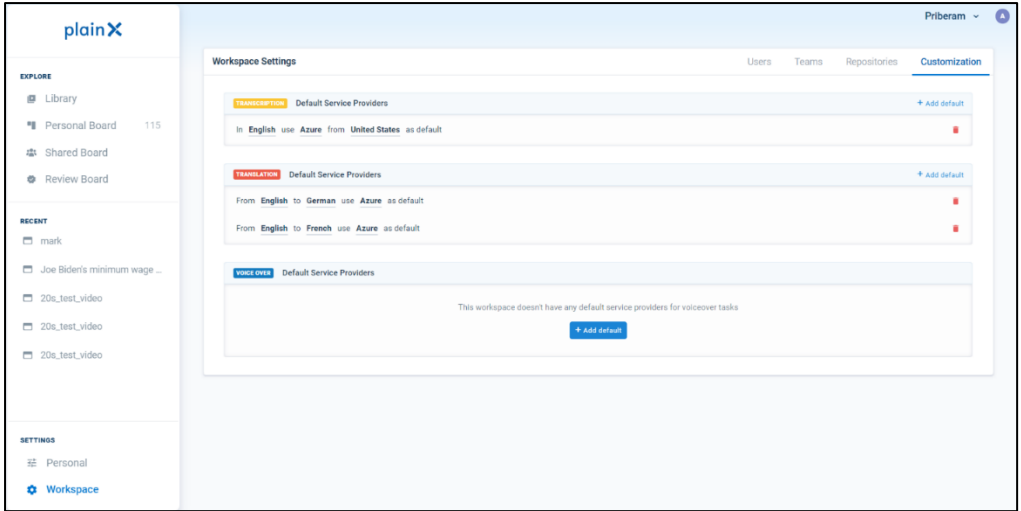 plainX
Priberam
A
EXPLORE
Library
Personal Board 115
Shared Board
Review Board
RECENT
mark
Joe Biden's minimum wage ...
20s_test_video
20s_test_video
20s_test_video
SETTINGS
Personal
Workspace
Workspace Settings
Users Teams Repositories Customization
TRANSCRIPTION Default Service Providers + Add default
In English use Azure from United States as default
TRANSLATION Default Service Providers + Add default
From English to German use Azure as default
From English to French use Azure as default
VOICE OVER Default Service Providers
This workspace doesn't have any default service providers for voiceover tasks
+ Add default